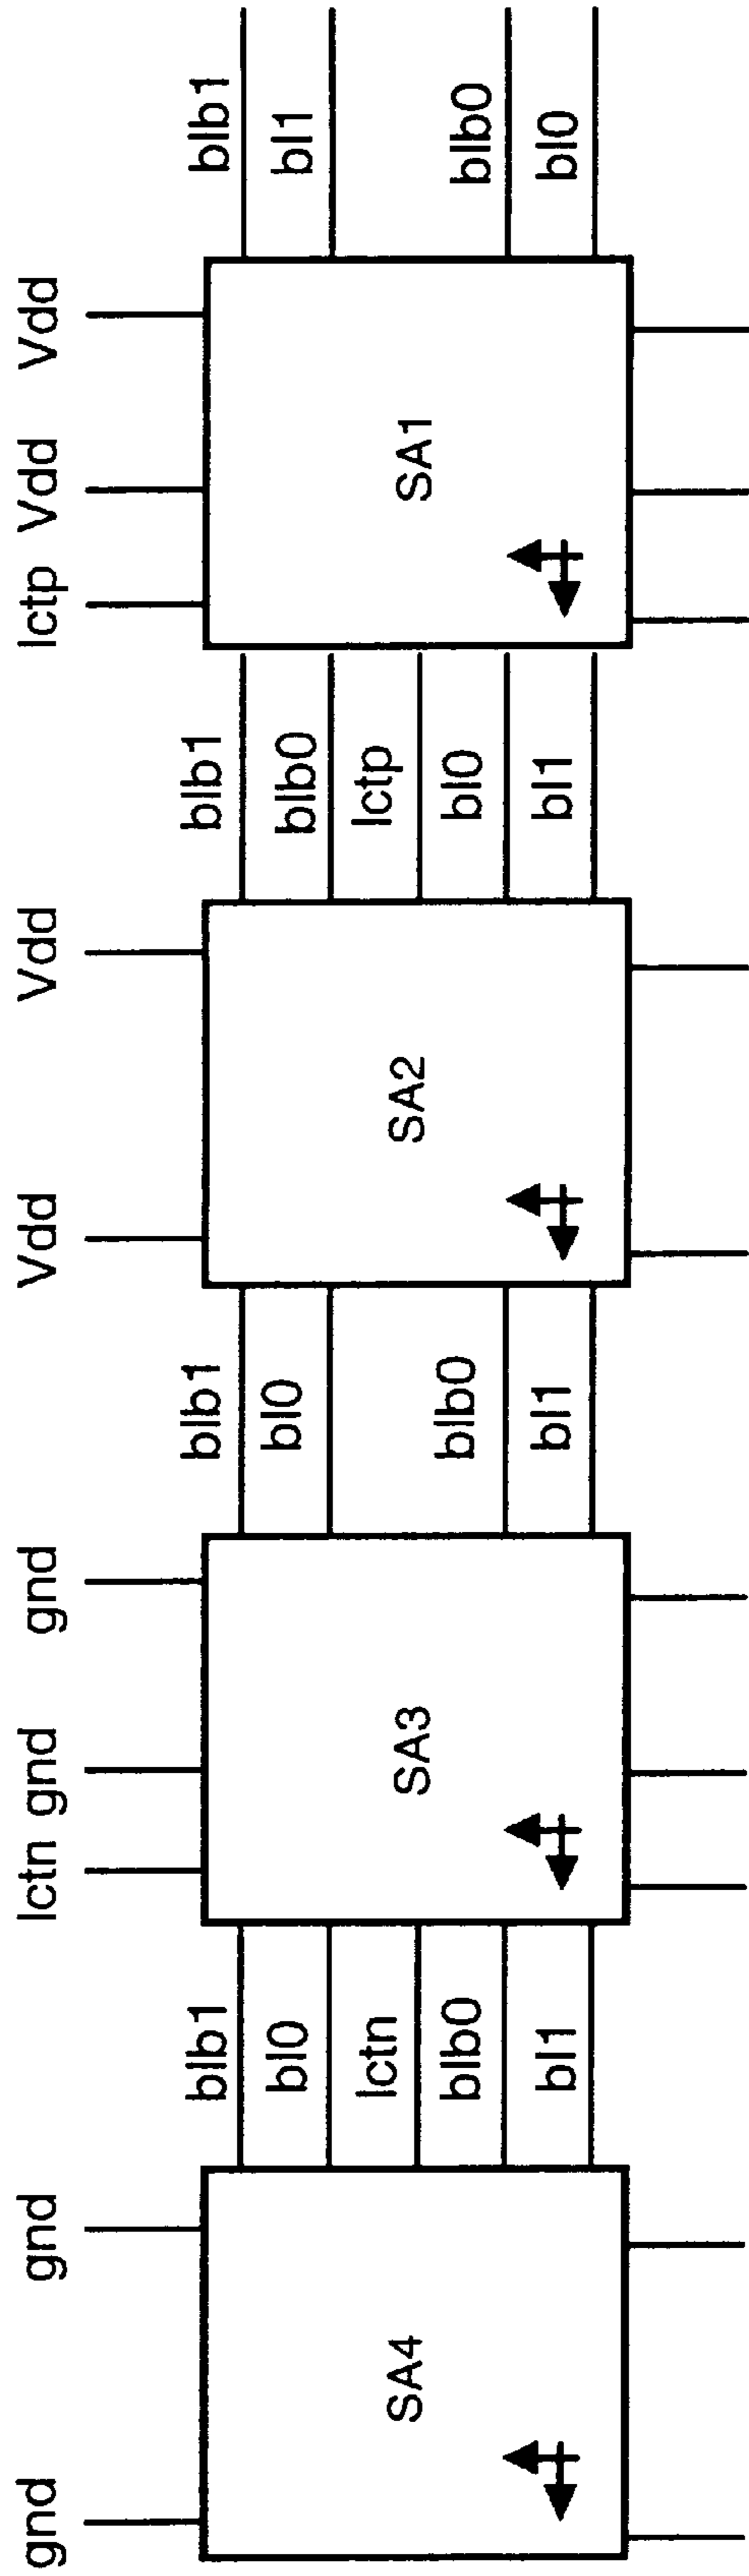 gnd gnd lctn gnd gnd Vdd Vdd lctp Vdd Vdd
blb1 blb1 blb1 blb1
bl0 bl0 blb0 bl1
lctn lctp
SA4 SA3 SA2 SA1
blb0 blb0 bl0 blb0
bl1 bl1 bl1 bl0